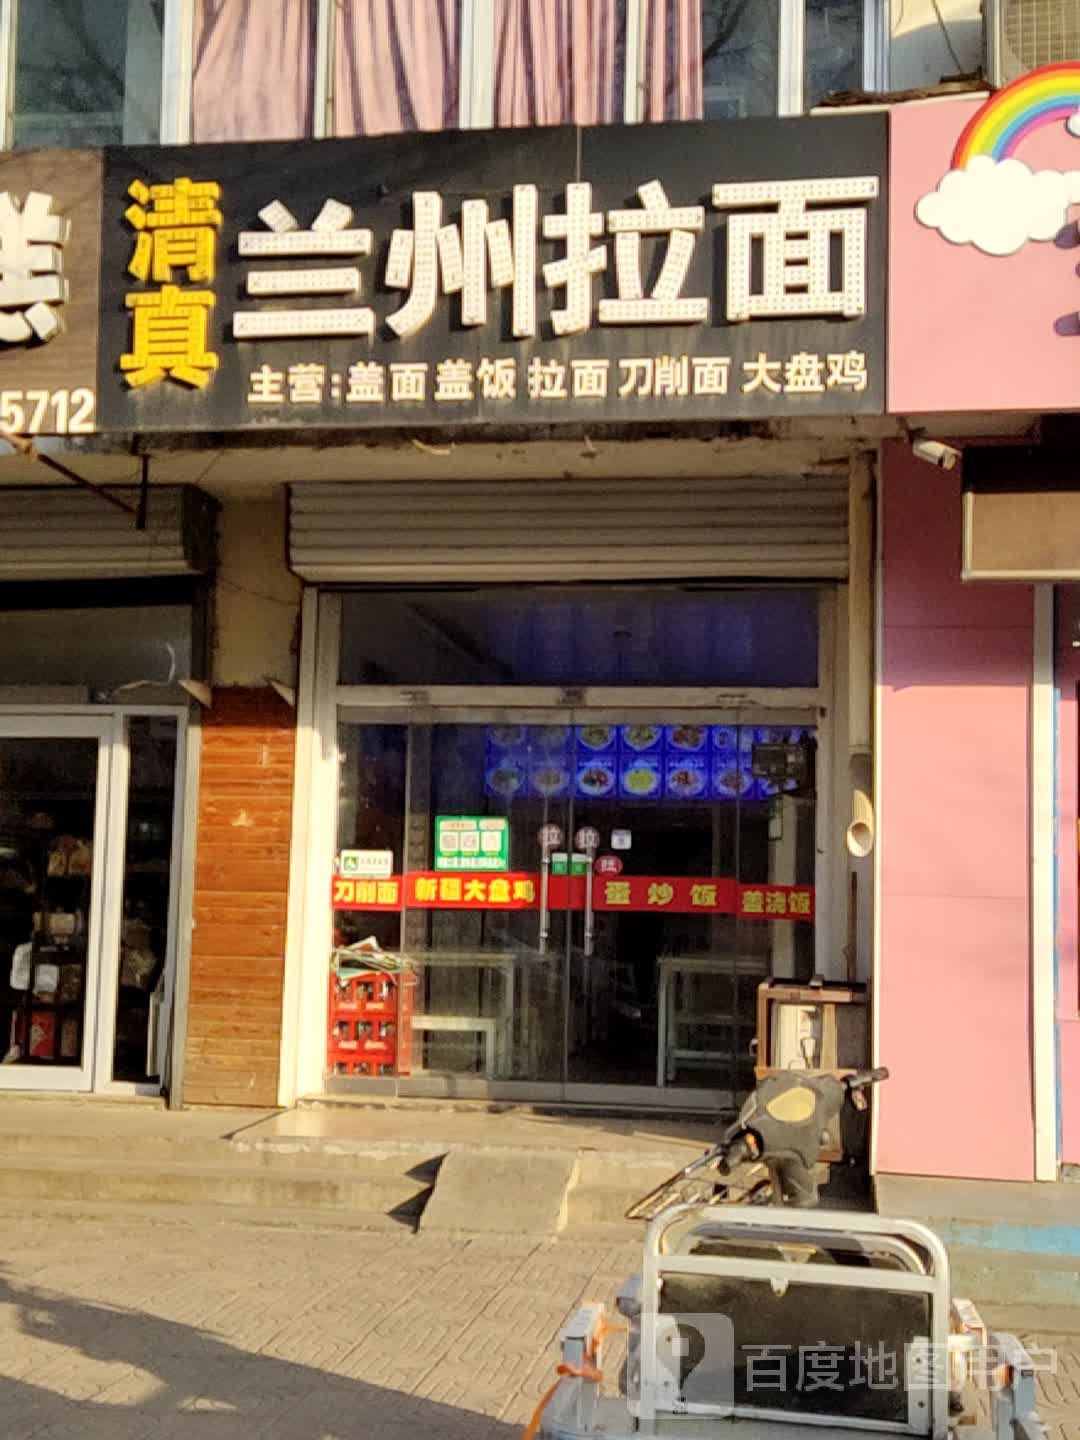 清真
兰州拉面
主营:盖面 盖饭 拉面 刀削面 大盘鸡
糕
5712
拉 拉
刀削面 新疆大盘鸡 蛋炒饭 盖浇饭
百度地图用户